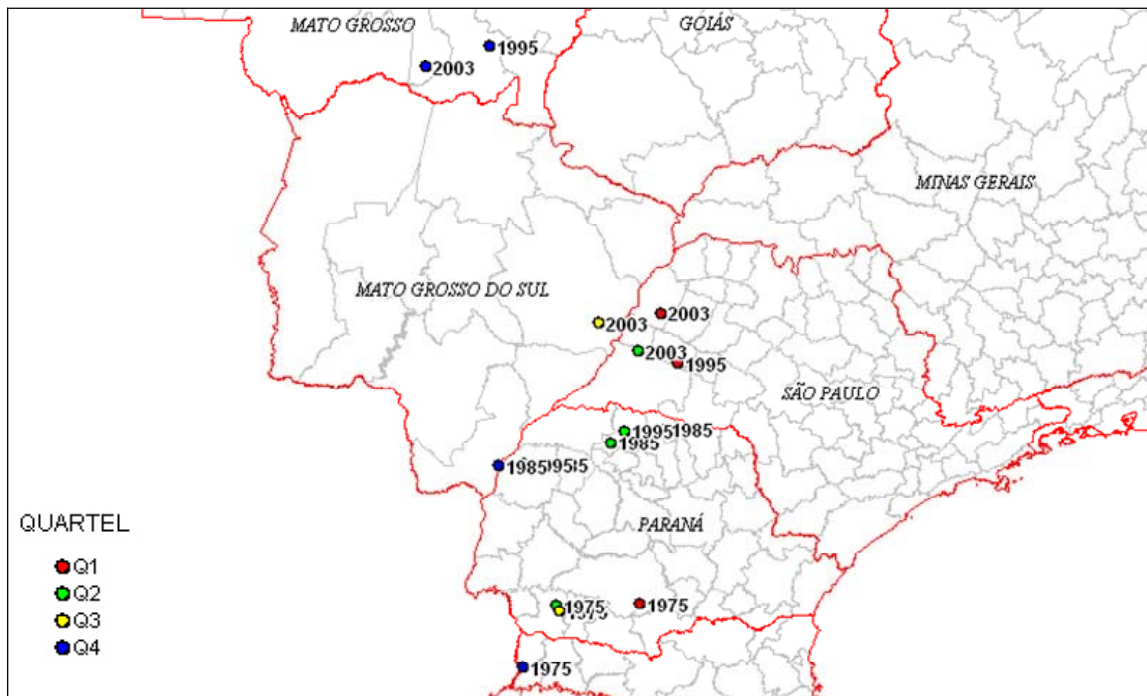 MATO GROSSO
GOIÁS
1995
2003
MINAS GERAIS
MATO GROSSO DO SUL
2003
2003
2003
1995
SÃO PAULO
1995
1985
1985
1985
PARANÁ
QUARTEL
Q1
Q2
Q3
Q4
1975
1975
1975
1975